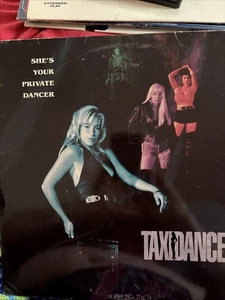 EXTENDED
PLAY
SHE'S
YOUR
PRIVATE
DANCER
TAXI DANCE